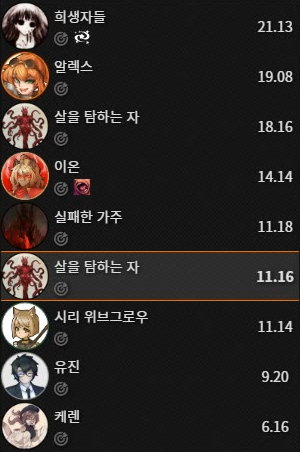 희생자들
21.13
알렉스
19.08
살을 탐하는 자
18.16
이온
14.14
실패한 가주
11.18
살을 탐하는 자
11.16
시리 위브그로우
11.14
유진
9.20
케렌
6.16